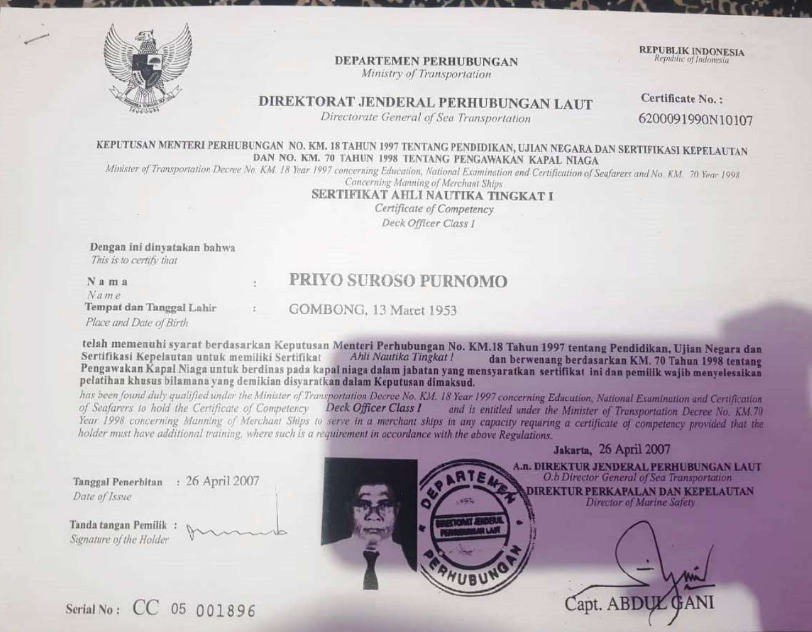 REPUBLIK INDONESIA
Republic of Indonesia
DEPARTEMEN PERHUBUNGAN
Ministry of Transportation
DIREKTORAT JENDERAL PERHUBUNGAN LAUT
Directorate General of Sea Transportation
Certificate No. :
6200091990N10107
KEPUTUSAN MENTERI PERHUBUNGAN NO. KM. 18 TAHUN 1997 TENTANG PENDIDIKAN, UJIAN NEGARA DAN SERTIFIKASI KEPELAUTAN
DAN NO. KM. 70 TAHUN 1998 TENTANG PENGAWAKAN KAPAL NIAGA
Minister of Transportation Decree No. KM. 18 Year 1997 concerning Education, National Examination and Certification of Seafarers and No. KM. 70 Year 1998
Concerning Manning of Merchant Ships
SERTIFIKAT AHLI NAUTIKA TINGKAT I
Certificate of Competency
Deck Officer Class I
Dengan ini dinyatakan bahwa
This is to certify that
Nama : PRIYO SUROSO PURNOMO
Name
Tempat dan Tanggal Lahir : GOMBONG, 13 Maret 1953
Place and Date of Birth
telah memenuhi syarat berdasarkan Keputusan Menteri Perhubungan No. KM.18 Tahun 1997 tentang Pendidikan, Ujian Negara dan
Sertifikasi Kepelautan untuk memiliki Sertifikat Ahli Nautika Tingkat I dan berwenang berdasarkan KM. 70 Tahun 1998 tentang
Pengawakan Kapal Niaga untuk berdinas pada kapal niaga dalam jabatan yang mensyaratkan sertifikat ini dan pemilik wajib menyelesaikan
pelatihan khusus bilamana yang demikian disyaratkan dalam Keputusan dimaksud.
has been found duly qualified under the Minister of Transportation Decree No. KM. 18 Year 1997 concerning Education, National Examination and Certification
of Seafarers to hold the Certificate of Competency Deck Officer Class I and is entitled under the Minister of Transportation Decree No. KM.70
Year 1998 concerning Manning of Merchant Ships to serve in a merchant ships in any capacity requiring a certificate of competency provided that the
holder must have additional training, where such is a requirement in accordance with the above Regulations.
Jakarta, 26 April 2007
A.n. DIREKTUR JENDERAL PERHUBUNGAN LAUT
O.b Director General of Sea Transportation
DIREKTUR PERKAPALAN DAN KEPELAUTAN
Director of Marine Safety
Tanggal Penerbitan : 26 April 2007
Date of Issue
Tanda tangan Pemilik :
Signature of the Holder
DEPARTEMEN
DIREKTORAT JENDERAL
PERHUBUNGAN LAUT
PERHUBUNGAN
Capt. ABDUL GANI
Serial No : CC 05 001896